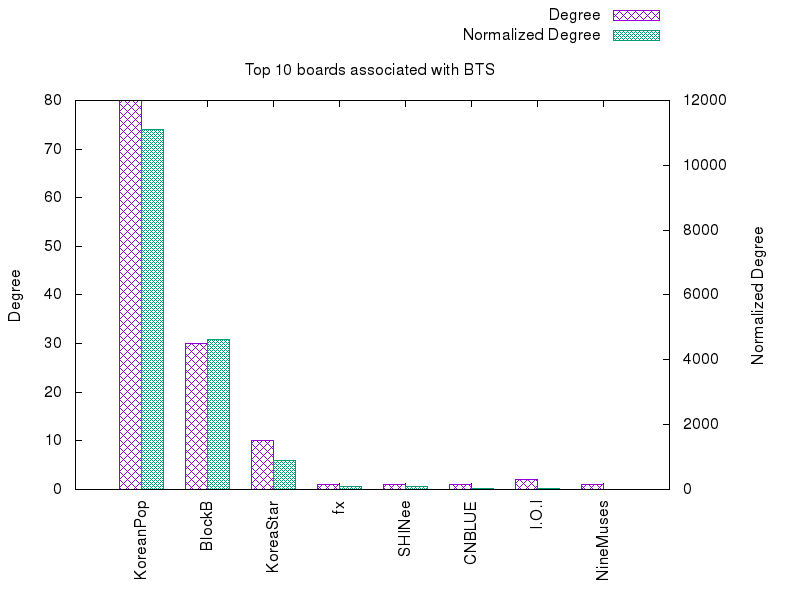 Degree
Normalized Degree
Top 10 boards associated with BTS
80
70
60
50
40
30
20
10
0
12000
10000
8000
6000
4000
2000
0
Degree
Normalized Degree
KoreanPop
BlockB
KoreaStar
fx
SHINee
CNBLUE
I.O.I
NineMuses